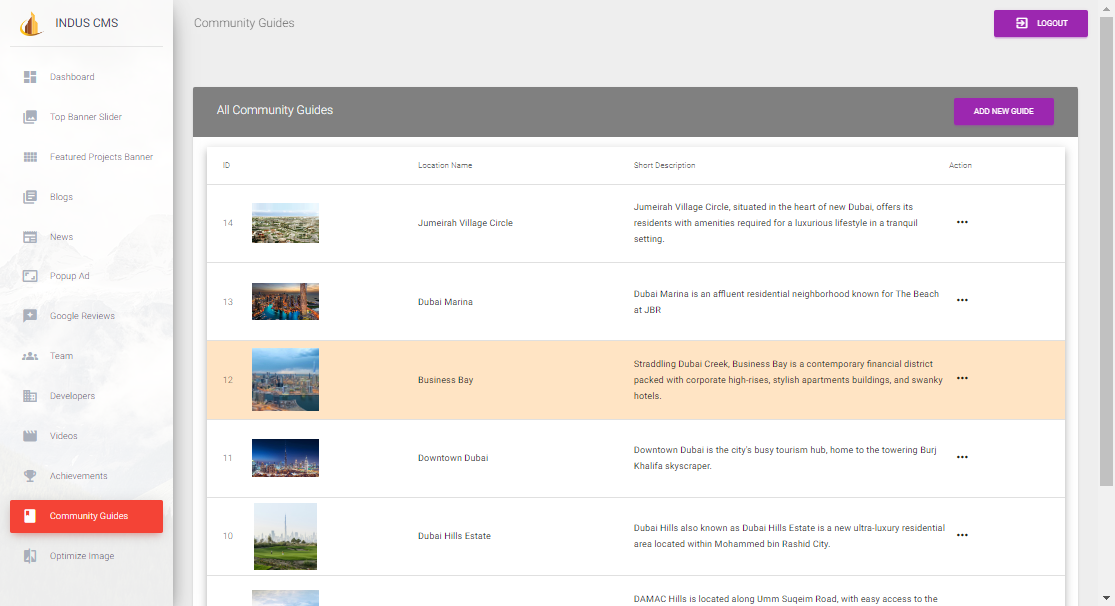 INDUS CMS
Community Guides
LOGOUT
Dashboard
Top Banner Slider
Featured Projects Banner
Blogs
News
Popup Ad
Google Reviews
Team
Developers
Videos
Achievements
Community Guides
Optimize Image
All Community Guides
ADD NEW GUIDE
ID
Location Name
Short Description
Action
14
Jumeirah Village Circle
Jumeirah Village Circle, situated in the heart of new Dubai, offers its
residents with amenities required for a luxurious lifestyle in a tranquil
setting.
13
Dubai Marina
Dubai Marina is an affluent residential neighborhood known for The Beach
at JBR
12
Business Bay
Straddling Dubai Creek, Business Bay is a contemporary financial district
packed with corporate high-rises, stylish apartments buildings, and swanky
hotels.
11
Downtown Dubai
Downtown Dubai is the city's busy tourism hub, home to the towering Burj
Khalifa skyscraper.
10
Dubai Hills Estate
Dubai Hills also known as Dubai Hills Estate is a new ultra-luxury residential
area located within Mohammed bin Rashid City.
DAMAC Hills is located along Umm Suqeim Road, with easy access to the